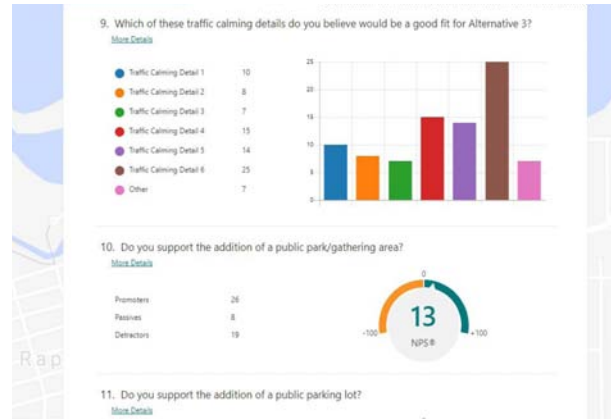 9. Which of these traffic calming details do you believe would be a good fit for Alternative 3?
More Details
Traffic Calming Detail 1 10
Traffic Calming Detail 2 8
Traffic Calming Detail 3 7
Traffic Calming Detail 4 15
Traffic Calming Detail 5 14
Traffic Calming Detail 6 25
Other 7
25
20
15
10
5
0
10. Do you support the addition of a public park/gathering area?
More Details
Promoters 26
Passives 8
Detractors 19
0
-100
+100
13
NPS®
Rap
11. Do you support the addition of a public parking lot?
More Details